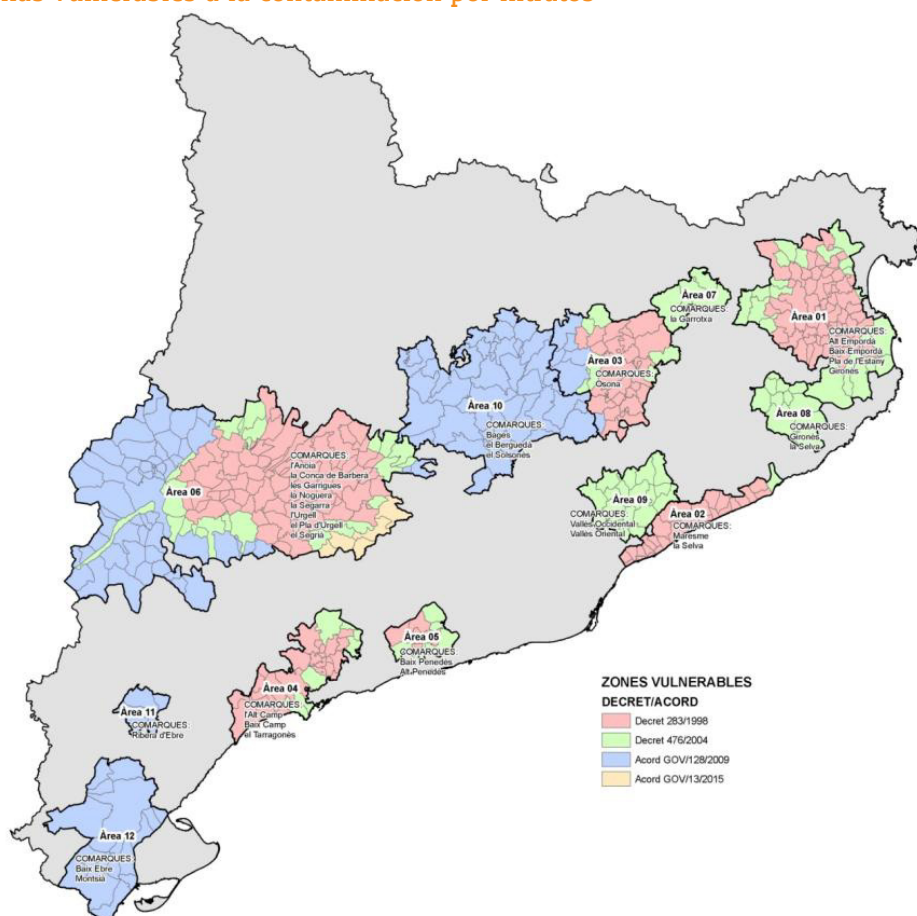 vulnerables a la contaminación por nitratos
Àrea 07
COMARQUES:
la Garrotxa
Àrea 01
COMARQUES:
Alt Empordà
Baix Empordà
Pla de l'Estany
Gironès
Àrea 03
COMARQUES:
Osona
Àrea 10
COMARQUES:
Bages
el Berguedà
el Solsonès
Àrea 08
COMARQUES:
Gironès
la Selva
Àrea 06
COMARQUES:
l'Anoia
la Conca de Barberà
les Garrigues
la Noguera
la Segarra
l'Urgell
el Pla d'Urgell
el Segrià
Àrea 09
COMARQUES:
Vallès Occidental
Vallès Oriental
Àrea 02
COMARQUES:
Maresme
la Selva
Àrea 05
COMARQUES:
Baix Penedès
Alt Penedès
Àrea 04
COMARQUES:
l'Alt Camp
Baix Camp
el Tarragonès
Àrea 11
COMARQUES:
Ribera d'Ebre
Àrea 12
COMARQUES:
Baix Ebre
Montsià
ZONES VULNERABLES
DECRET/ACORD
Decret 283/1998
Decret 476/2004
Acord GOV/128/2009
Acord GOV/13/2015